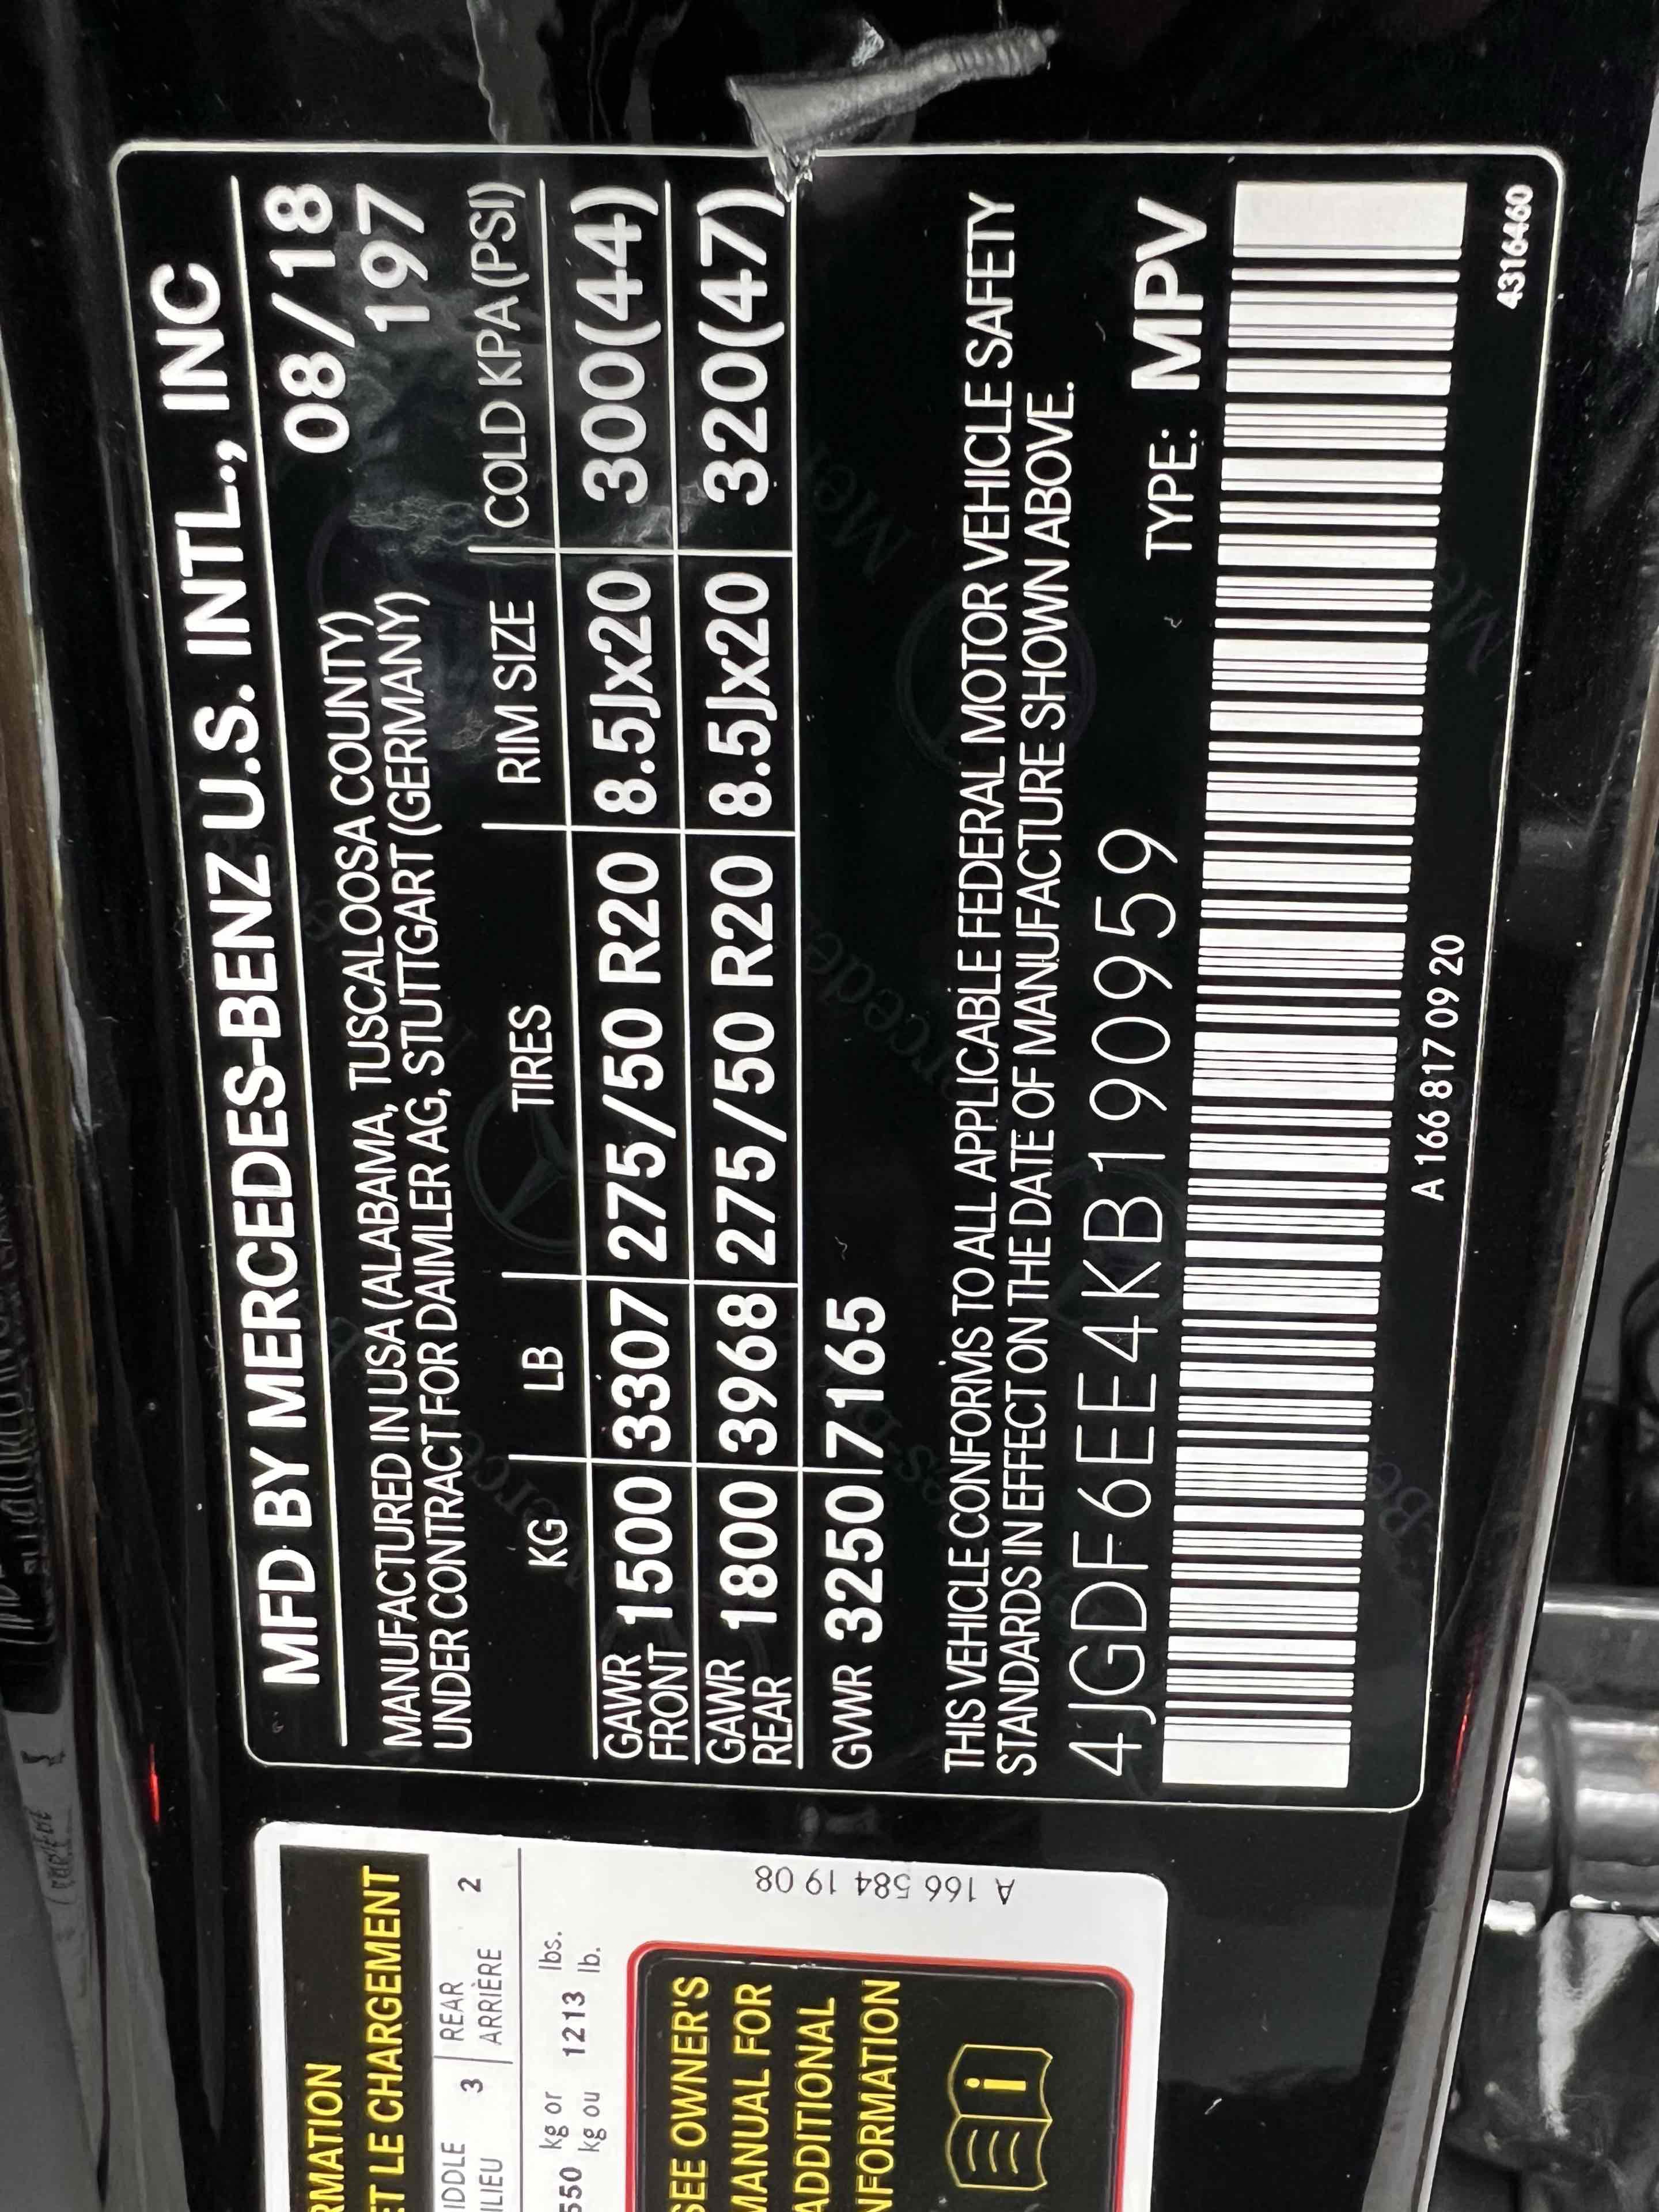 MFD BY MERCEDES-BENZ U.S. INTL., INC
08/18
MANUFACTURED IN USA (ALABAMA, TUSCALOOSA COUNTY)
197
UNDER CONTRACT FOR DAIMLER AG, STUTTGART (GERMANY)
KG LB TIRES RIM SIZE COLD KPA (PSI)
GAWR FRONT 1500 3307 275/50 R20 8.5Jx20 300(44)
GAWR REAR 1800 3968 275/50 R20 8.5Jx20 320(47)
GVWR 3250 7165
THIS VEHICLE CONFORMS TO ALL APPLICABLE FEDERAL MOTOR VEHICLE SAFETY
STANDARDS IN EFFECT ON THE DATE OF MANUFACTURE SHOWN ABOVE.
4JGDF6EE4KB190959 TYPE: MPV
A 166 817 09 20
4316460
ET LE CHARGEMENT
3 REAR 2
ARRIÈRE
kg or 1213 lbs.
kg ou lb.
A 166 584 19 08
SEE OWNER'S
MANUAL FOR
ADDITIONAL
INFORMATION
i